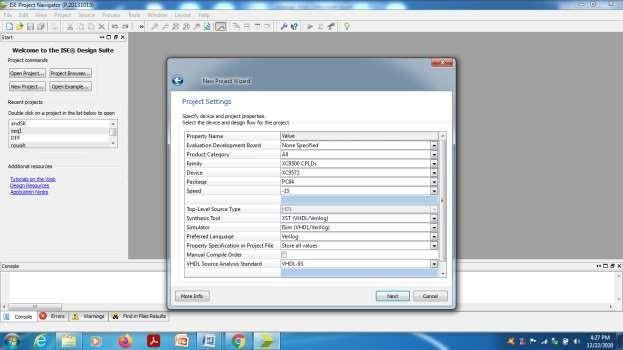 ISE Project Navigator (P.20131013)
File Edit View Project Source Process Tools Window Layout Help
Start
Welcome to the ISE® Design Suite
Project commands
Open Project... Project Browser...
New Project... Open Example...
Recent projects
Double click on a project in the list below to open
andSK
seq1
DFF
rough
Additional resources
Tutorials on the Web
Design Resources
Application Notes
New Project Wizard
Project Settings
Specify device and project properties.
Select the device and design flow for the project
Property Name Value
Evaluation Development Board None Specified
Product Category All
Family XC9500 CPLDs
Device XC9572
Package PC84
Speed -15
Top-Level Source Type HDL
Synthesis Tool XST (VHDL/Verilog)
Simulator ISim (VHDL/Verilog)
Preferred Language Verilog
Property Specification in Project File Store all values
Manual Compile Order
VHDL Source Analysis Standard VHDL-93
More Info Next Cancel
Console
Console Errors Warnings Find in Files Results
4:27 PM
12/22/2020